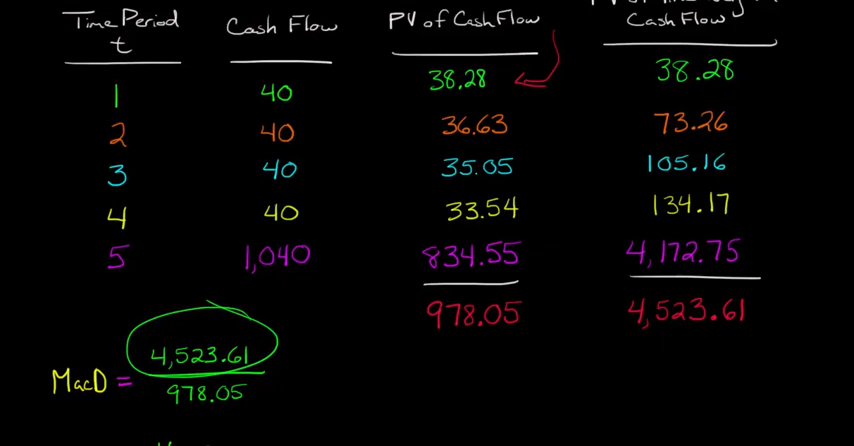 Time Period
t
Cash Flow
PV of Cash Flow
Cash Flow
1 40 38.28 38.28
2 40 36.63 73.26
3 40 35.05 105.16
4 40 33.54 134.17
5 1,040 834.55 4,172.75
978.05 4,523.61
MacD = 4,523.61
978.05